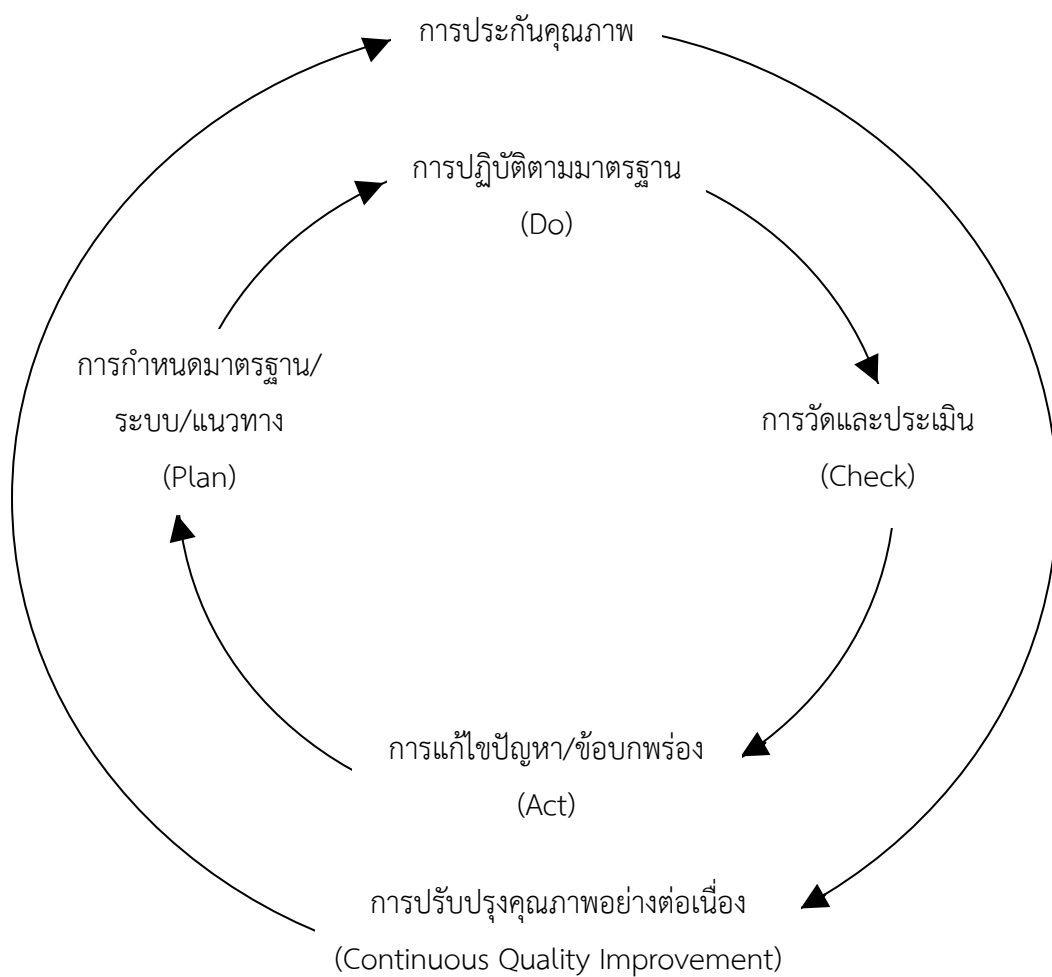 การประกันคุณภาพ
การปฏิบัติตามมาตรฐาน
(Do)
การกำหนดมาตรฐาน/
ระบบ/แนวทาง
(Plan)
การวัดและประเมิน
(Check)
การแก้ไขปัญหา/ข้อบกพร่อง
(Act)
การปรับปรุงคุณภาพอย่างต่อเนื่อง
(Continuous Quality Improvement)